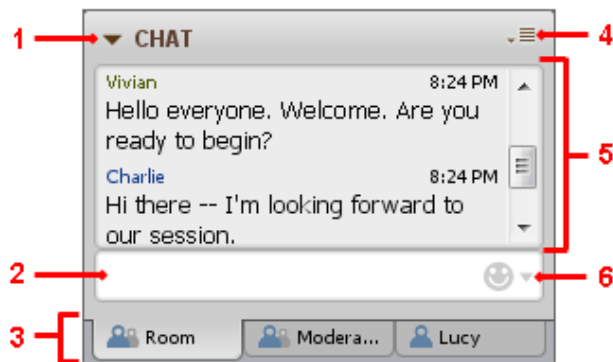 1 CHAT 4
Vivian 8:24 PM
Hello everyone. Welcome. Are you
ready to begin?
5
Charlie 8:24 PM
Hi there -- I'm looking forward to
our session.
2 6
3 Room Modera... Lucy